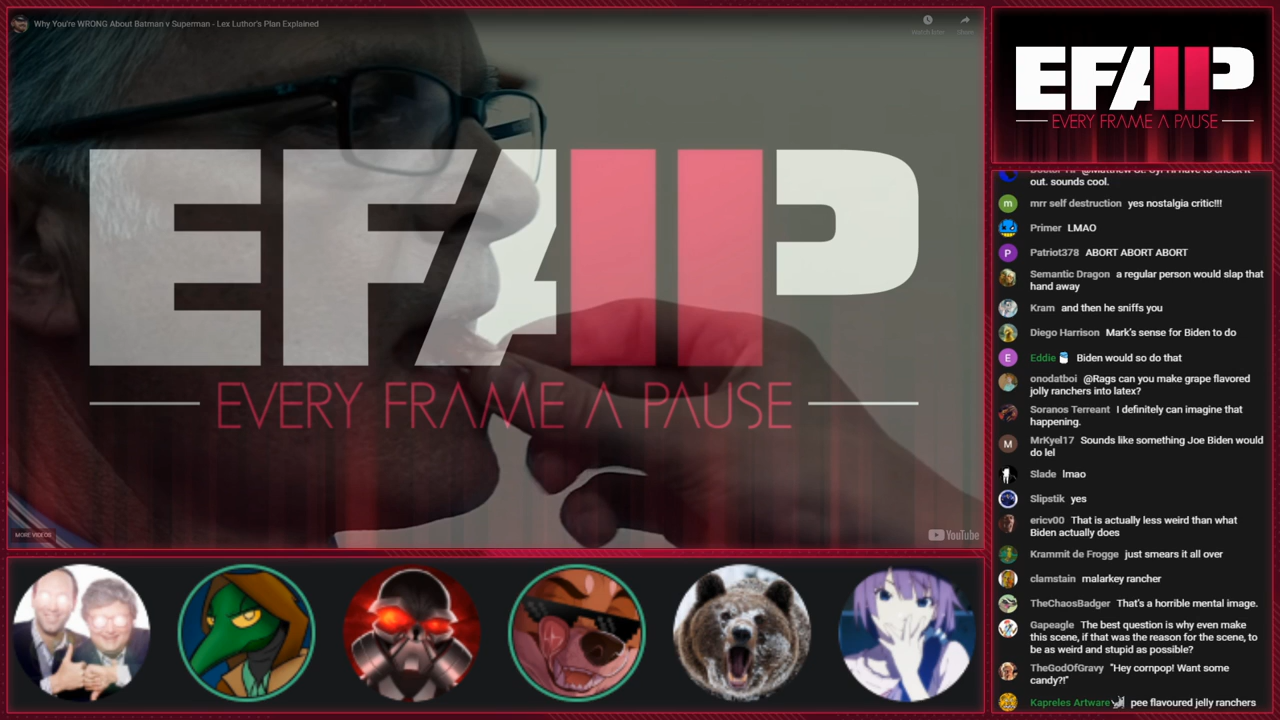 Why You're WRONG About Batman v Superman - Lex Luthor's Plan Explained
Watch later
Share
EFAP
EVERY FRAME A PAUSE
MORE VIDEOS
YouTube
EFAP
EVERY FRAME A PAUSE
out. sounds cool.
m
mrr self destruction yes nostalgia critic!!!
Primer LMAO
P
Patriot378 ABORT ABORT ABORT
Semantic Dragon a regular person would slap that
hand away
Kram and then he sniffs you
Diego Harrison Mark's sense for Biden to do
E
Eddie Biden would so do that
onodatboi @Rags can you make grape flavored
jolly ranchers into latex?
Soranos Terreant I definitely can imagine that
happening.
M
MrKyel17 Sounds like something Joe Biden would
do lel
Slade lmao
Slipstik yes
ericv00 That is actually less weird than what
Biden actually does
Krammit de Frogge just smears it all over
clamstain malarkey rancher
TheChaosBadger That's a horrible mental image.
Gapeagle The best question is why even make
this scene, if that was the reason for the scene, to
be as weird and stupid as possible?
TheGodOfGravy "Hey cornpop! Want some
candy?!"
Kapreles Artware pee flavoured jelly ranchers